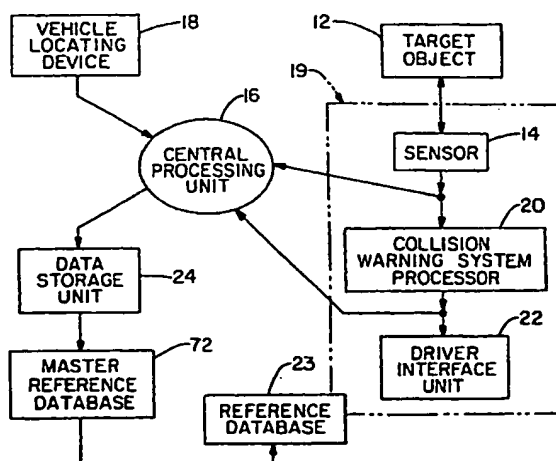 VEHICLE
LOCATING
DEVICE
18
12
TARGET
OBJECT
19
16
CENTRAL
PROCESSING
UNIT
14
SENSOR
20
COLLISION
WARNING SYSTEM
PROCESSOR
DATA
STORAGE
UNIT
24
22
DRIVER
INTERFACE
UNIT
72
MASTER
REFERENCE
DATABASE
23
REFERENCE
DATABASE